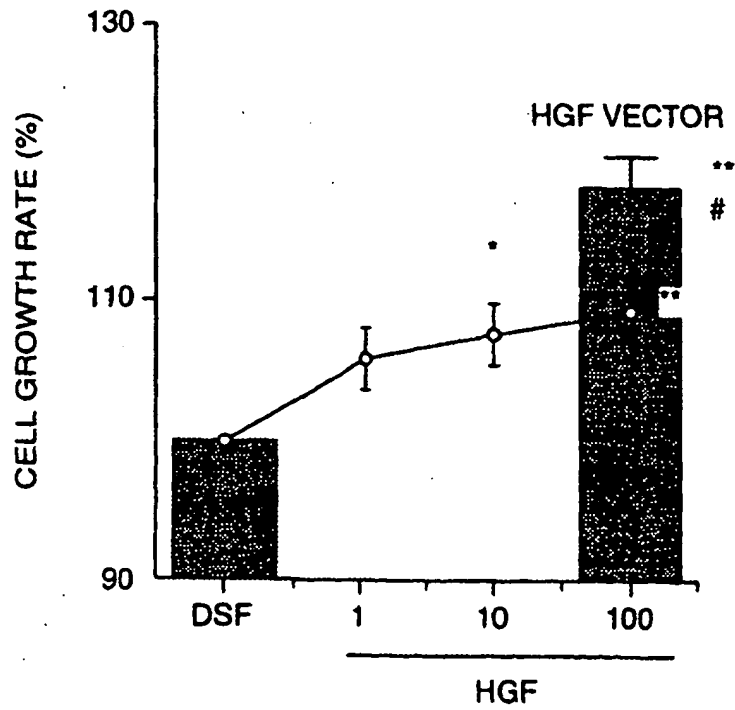 130
HGF VECTOR
**
#
*
110
**
CELL GROWTH RATE (%)
90
DSF 1 10 100
HGF